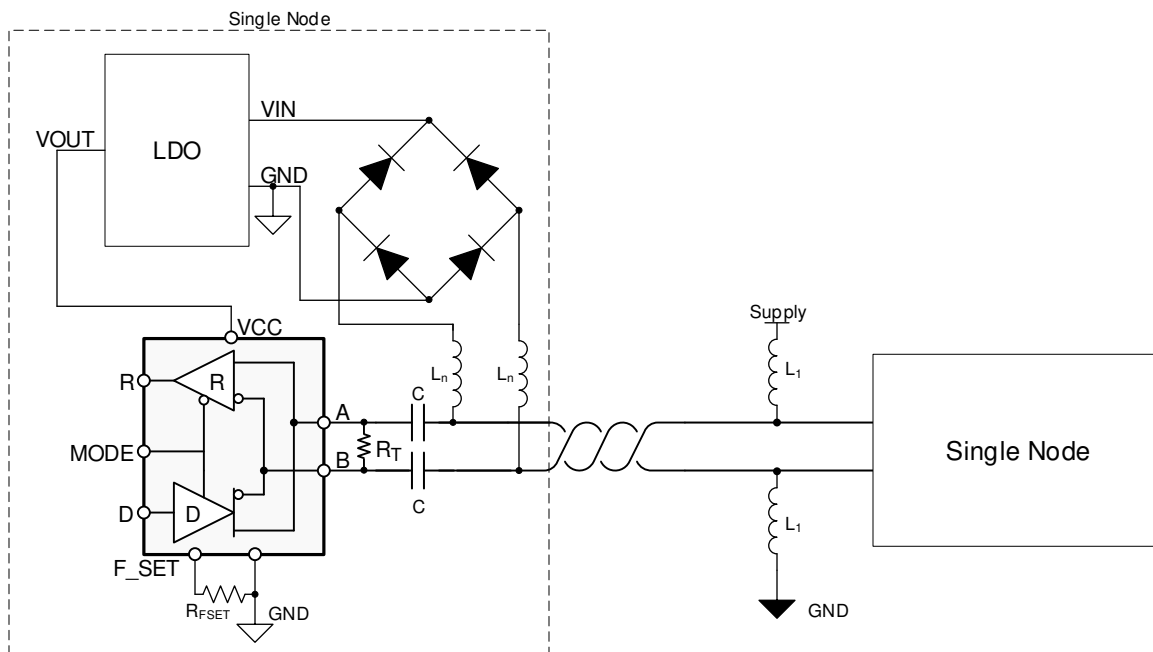 Single Node
VIN
VOUT
LDO
GND
Supply
VCC
L1
Ln
Ln
R
R
C
A
MODE
RT
Single Node
B
D
D
C
L1
F_SET
RFSET
GND
GND